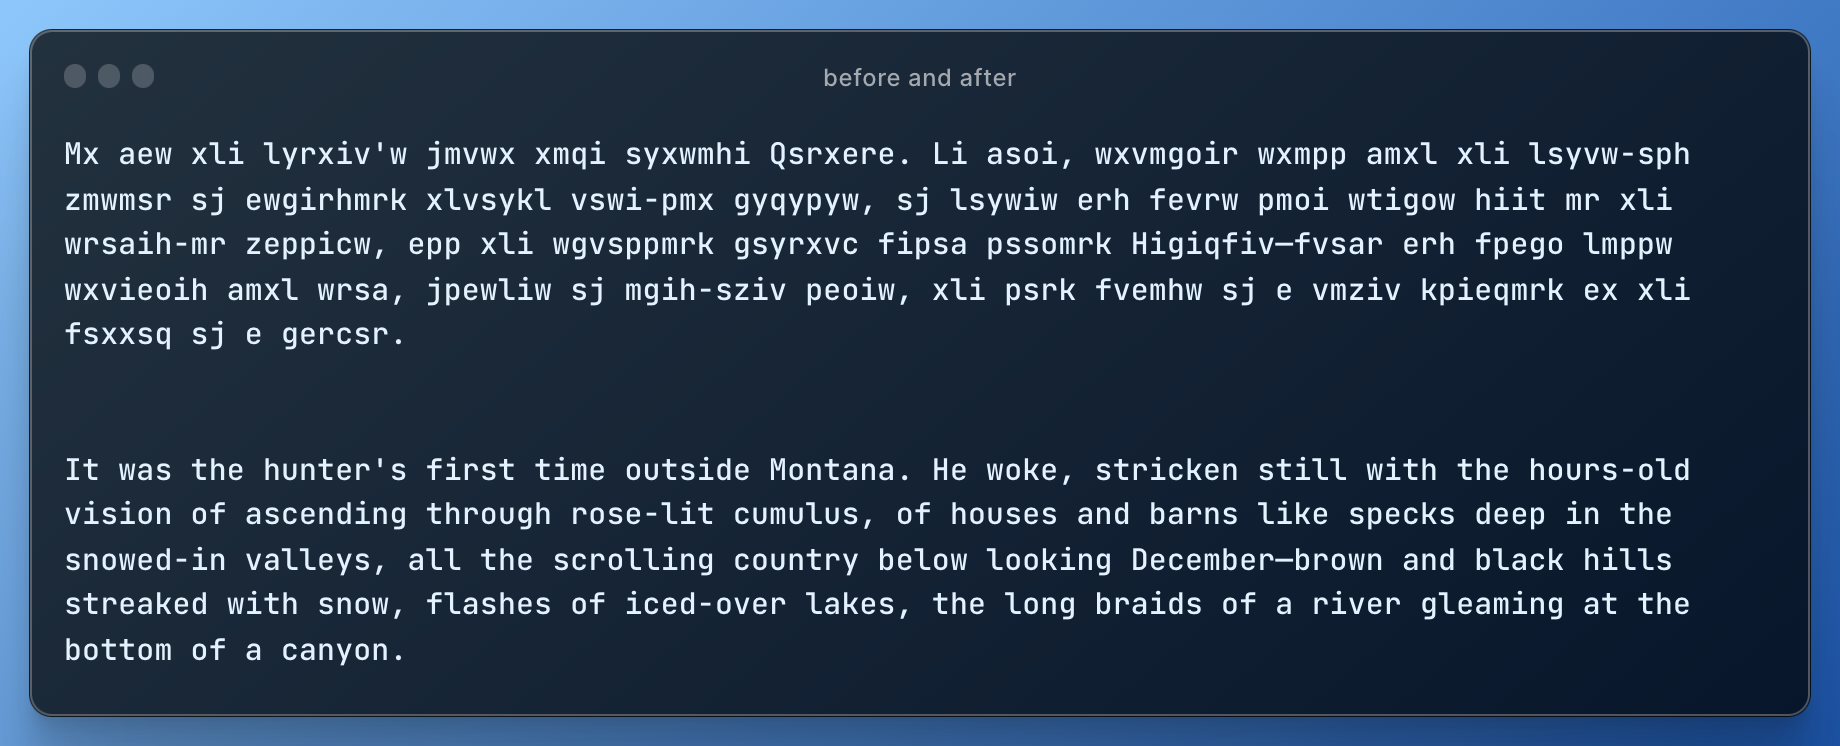 before and after
Mx aew xli lyrxiv'w jmvwx xmqi syxwmhi Qsrxere. Li asoi, wxvmgoir wxmpp amxl xli lsyvw-sph
zmwmsr sj ewgirhmrk xlvsykl vswi-pmx gyqypyw, sj lsywiw erh fevrw pmoi wtigow hiit mr xli
wrsaih-mr zeppicw, epp xli wgvsppmrk gsyrxvc fipsa pssomrk Higiqfiv—fvsar erh fpego lmppw
wxvieoih amxl wrsa, jpewliw sj mgih-sziv peoiw, xli psrk fvemhw sj e vmziv kpieqmrk ex xli
fsxxsq sj e gercsr.
It was the hunter's first time outside Montana. He woke, stricken still with the hours-old
vision of ascending through rose-lit cumulus, of houses and barns like specks deep in the
snowed-in valleys, all the scrolling country below looking December—brown and black hills
streaked with snow, flashes of iced-over lakes, the long braids of a river gleaming at the
bottom of a canyon.